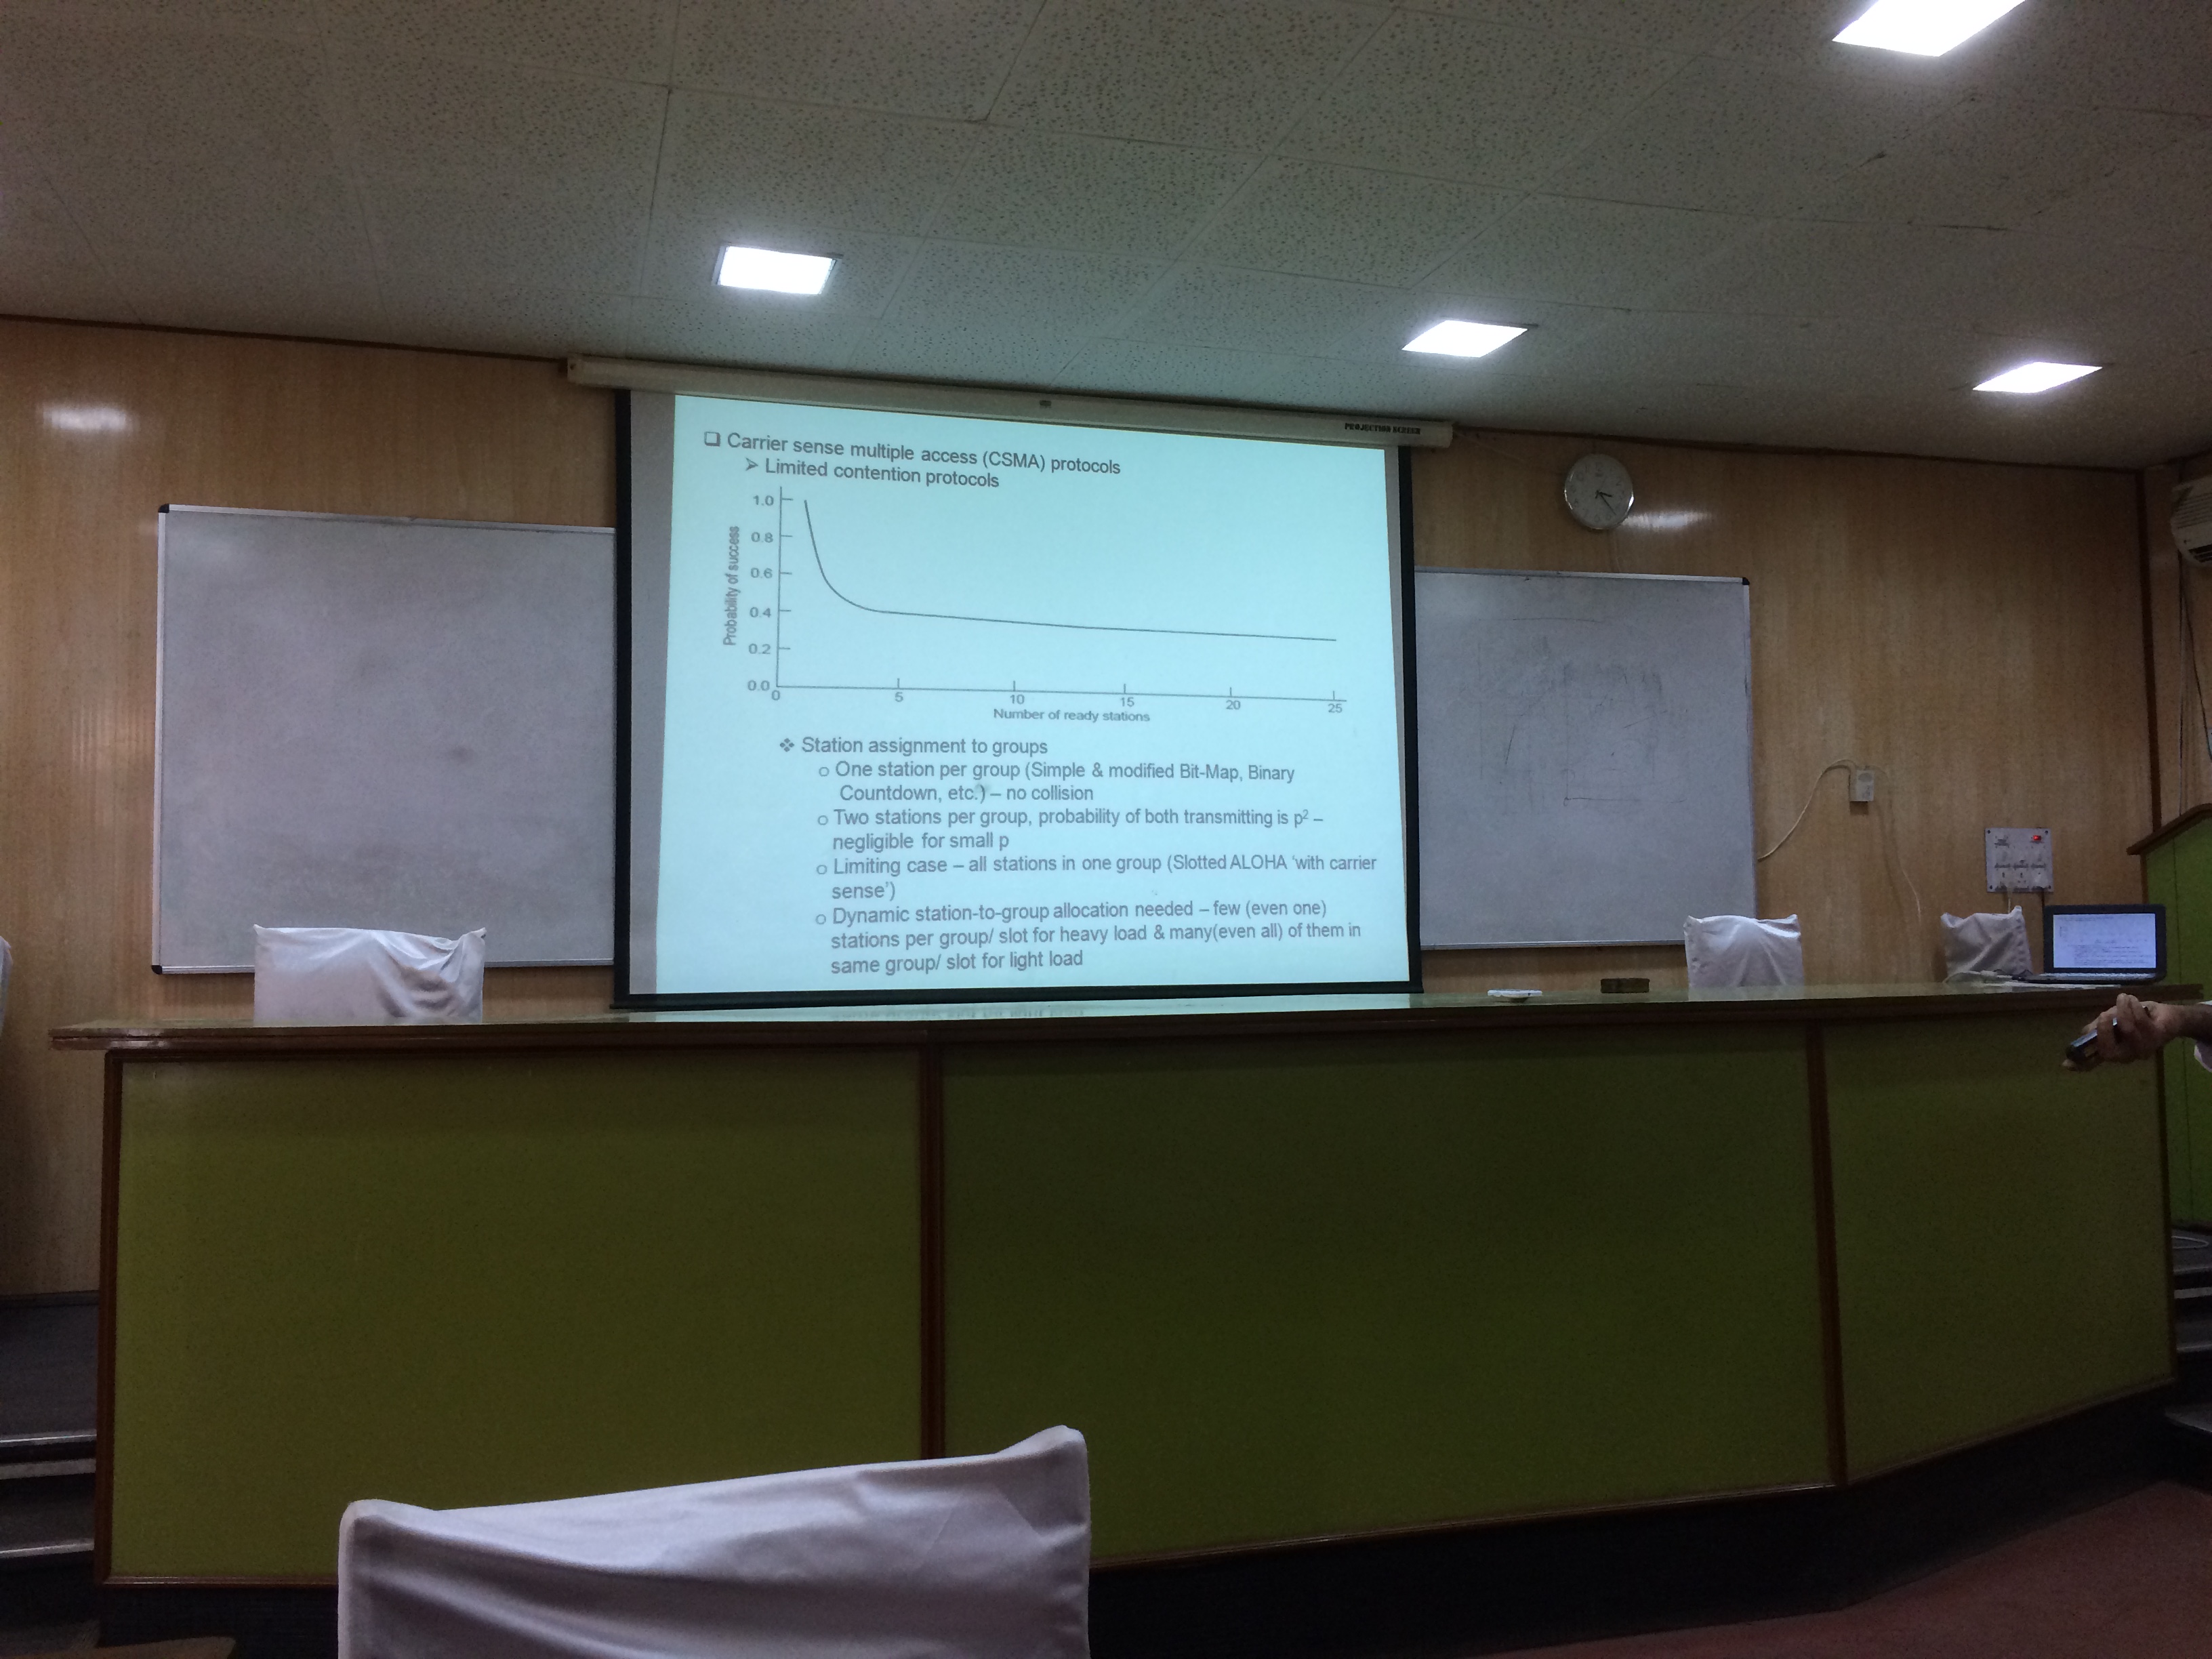 PROJECTION SCREEN
❑ Carrier sense multiple access (CSMA) protocols
➢ Limited contention protocols
Probability of success
1.0
0.8
0.6
0.4
0.2
0.0
0 5 10 15 20 25
Number of ready stations
❖ Station assignment to groups
o One station per group (Simple & modified Bit-Map, Binary
Countdown, etc.) – no collision
o Two stations per group, probability of both transmitting is p² –
negligible for small p
o Limiting case – all stations in one group (Slotted ALOHA ‘with carrier
sense’)
o Dynamic station-to-group allocation needed – few (even one)
stations per group/ slot for heavy load & many(even all) of them in
same group/ slot for light load